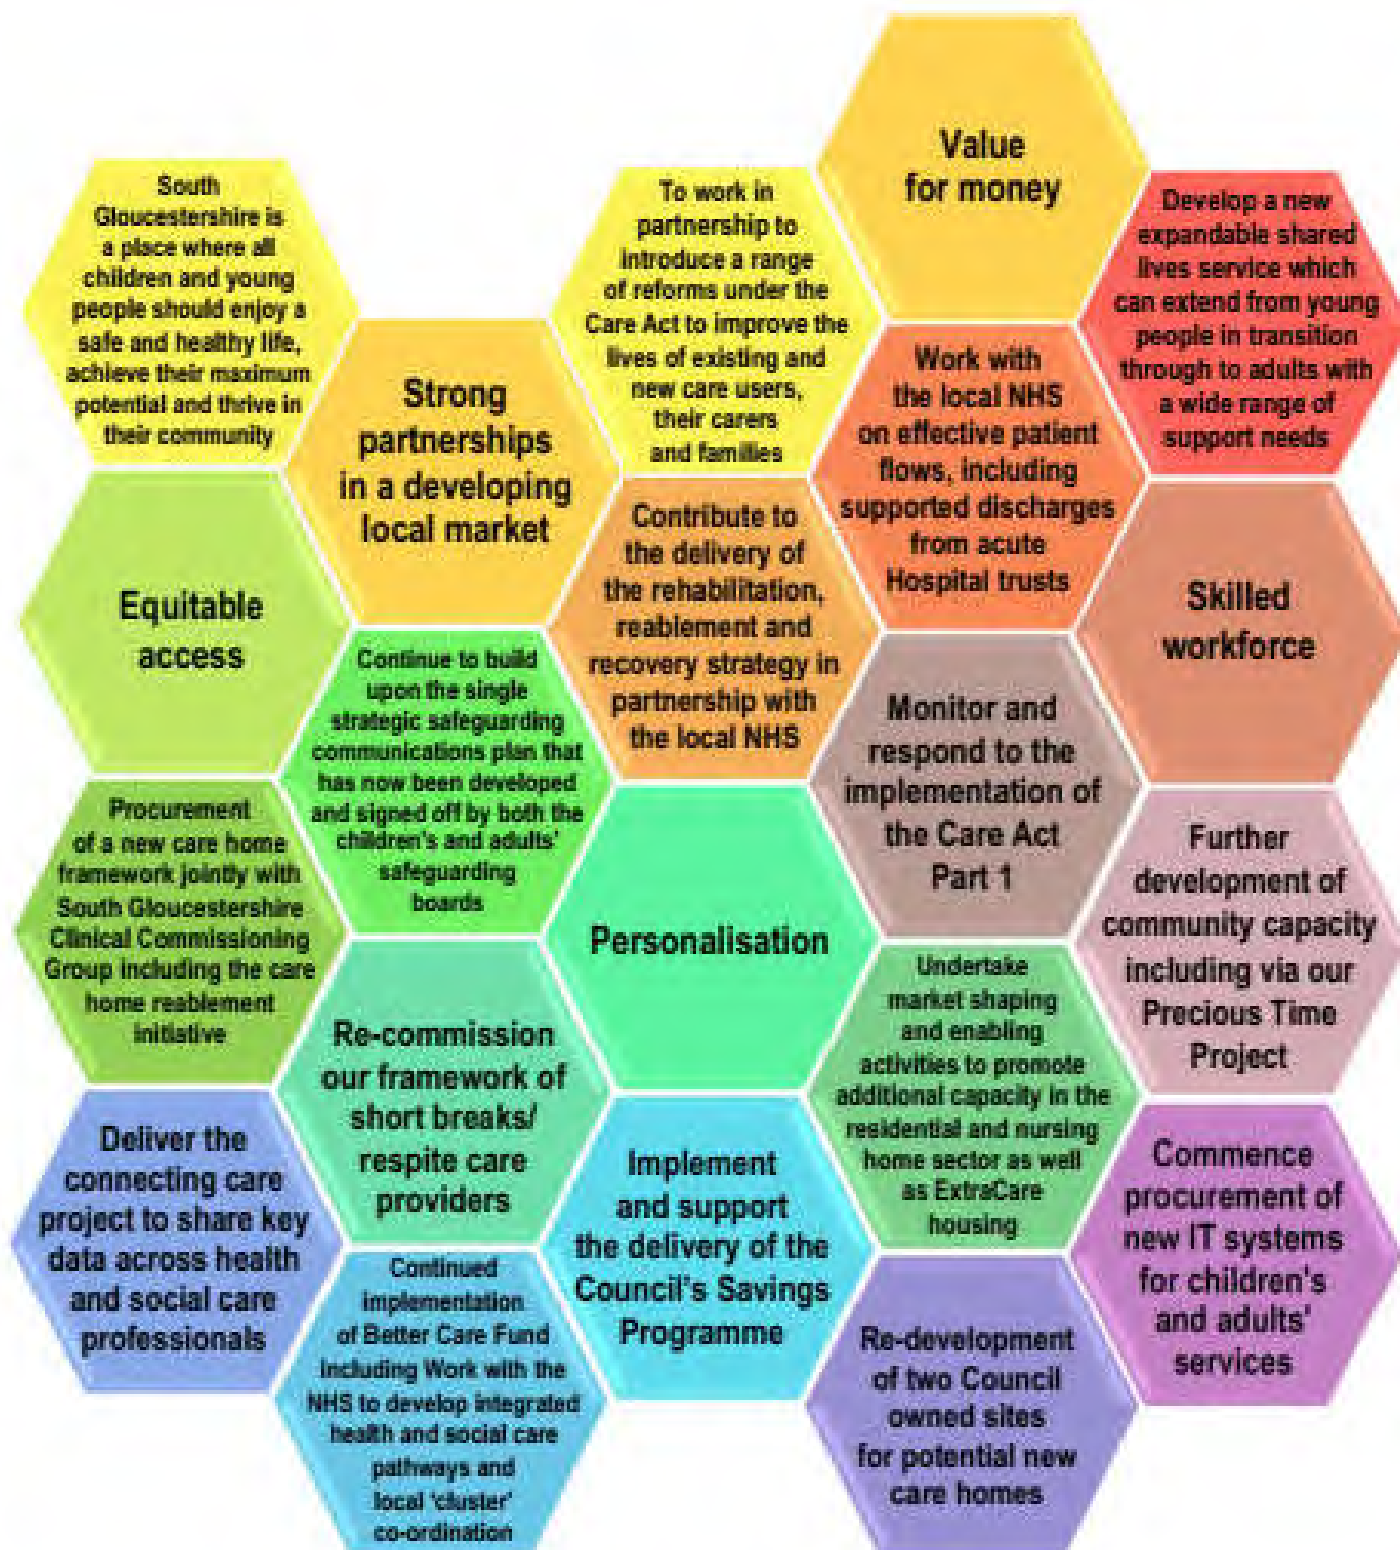 Value
for money
South
Gloucestershire is
a place where all
children and young
people should enjoy a
safe and healthy life,
achieve their maximum
potential and thrive in
their community
To work in
partnership to
introduce a range
of reforms under the
Care Act to improve the
lives of existing and
new care users,
their carers
and families
Develop a new
expandable shared
lives service which
can extend from young
people in transition
through to adults with
a wide range of
support needs
Strong
partnerships
in a developing
local market
Work with
the local NHS
on effective patient
flows, including
supported discharges
from acute
Hospital trusts
Equitable
access
Contribute to
the delivery of
the rehabilitation,
reablement and
recovery strategy in
partnership with
the local NHS
Skilled
workforce
Continue to build
upon the single
strategic safeguarding
communications plan that
has now been developed
and signed off by both the
children's and adults'
safeguarding
boards
Monitor and
respond to the
implementation of
the Care Act
Part 1
Procurement
of a new care home
framework jointly with
South Gloucestershire
Clinical Commissioning
Group including the care
home reablement
initiative
Personalisation
Further
development of
community capacity
including via our
Precious Time
Project
Re-commission
our framework of
short breaks/
respite care
providers
Undertake
market shaping
and enabling
activities to promote
additional capacity in the
residential and nursing
home sector as well
as ExtraCare
housing
Deliver the
connecting care
project to share key
data across health
and social care
professionals
Implement
and support
the delivery of the
Council's Savings
Programme
Commence
procurement of
new IT systems
for children's
and adults'
services
Continued
implementation
of Better Care Fund
including Work with the
NHS to develop integrated
health and social care
pathways and
local 'cluster'
co-ordination
Re-development
of two Council
owned sites
for potential new
care homes